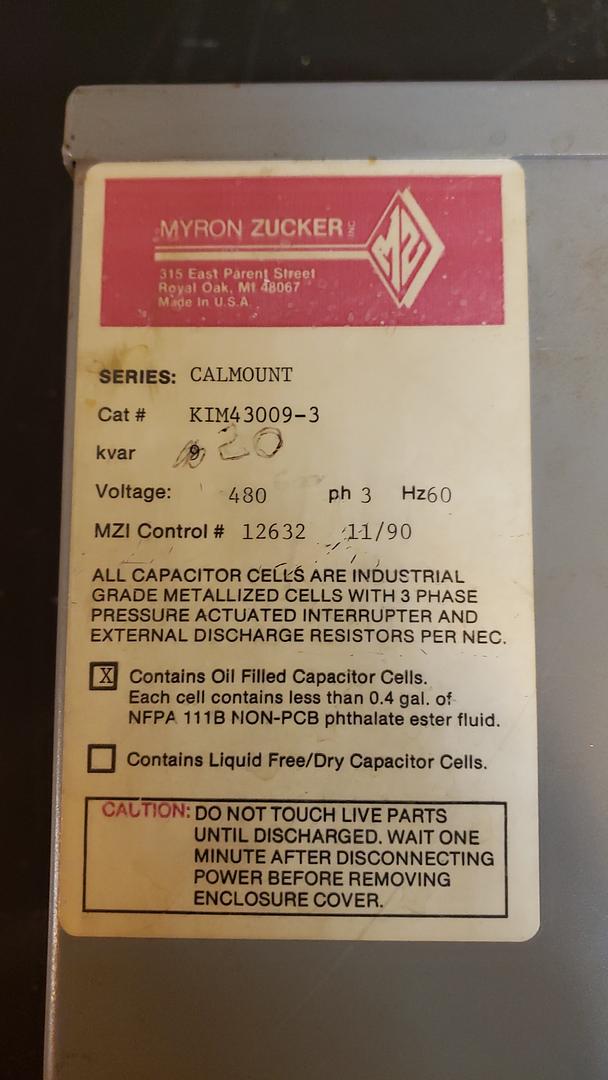 MYRON ZUCKER INC
MZ
315 East Parent Street
Royal Oak, MI 48067
Made In U.S.A.
SERIES: CALMOUNT
Cat # KIM43009-3
kvar 9 20
Voltage: 480 ph 3 Hz60
MZI Control # 12632 11/90
ALL CAPACITOR CELLS ARE INDUSTRIAL
GRADE METALLIZED CELLS WITH 3 PHASE
PRESSURE ACTUATED INTERRUPTER AND
EXTERNAL DISCHARGE RESISTORS PER NEC.
X Contains Oil Filled Capacitor Cells.
Each cell contains less than 0.4 gal. of
NFPA 111B NON-PCB phthalate ester fluid.
Contains Liquid Free/Dry Capacitor Cells.
CAUTION: DO NOT TOUCH LIVE PARTS
UNTIL DISCHARGED. WAIT ONE
MINUTE AFTER DISCONNECTING
POWER BEFORE REMOVING
ENCLOSURE COVER.